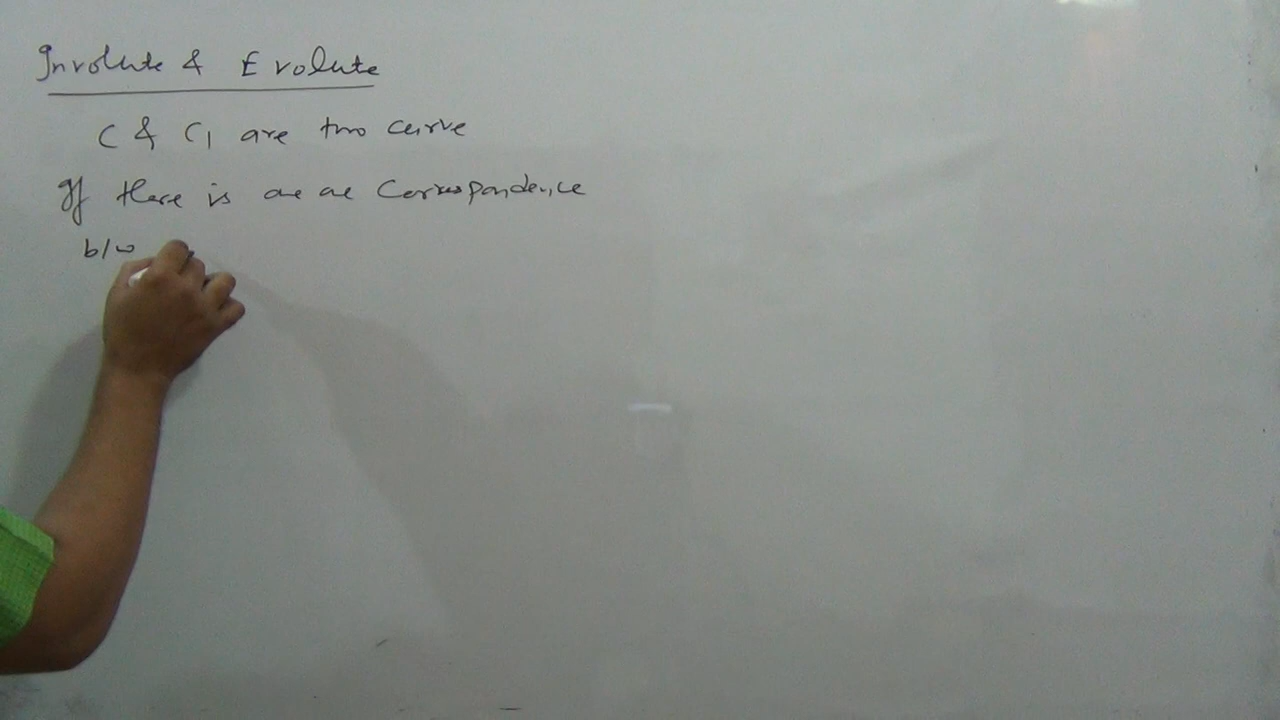 Involute & Evolute
C & C1 are two curve
If there is one one Correspondence
b/w